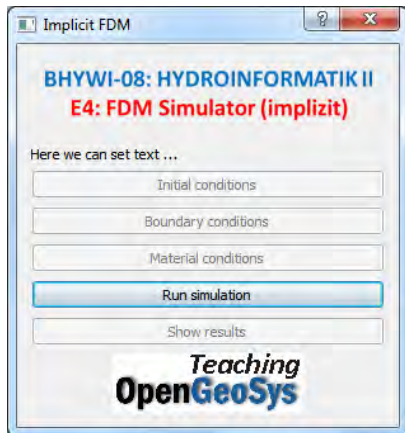 Implicit FDM
?
BHYWI-08: HYDROINFORMATIK II
E4: FDM Simulator (implizit)
Here we can set text ...
Initial conditions
Boundary conditions
Material conditions
Run simulation
Show results
Teaching
OpenGeoSys